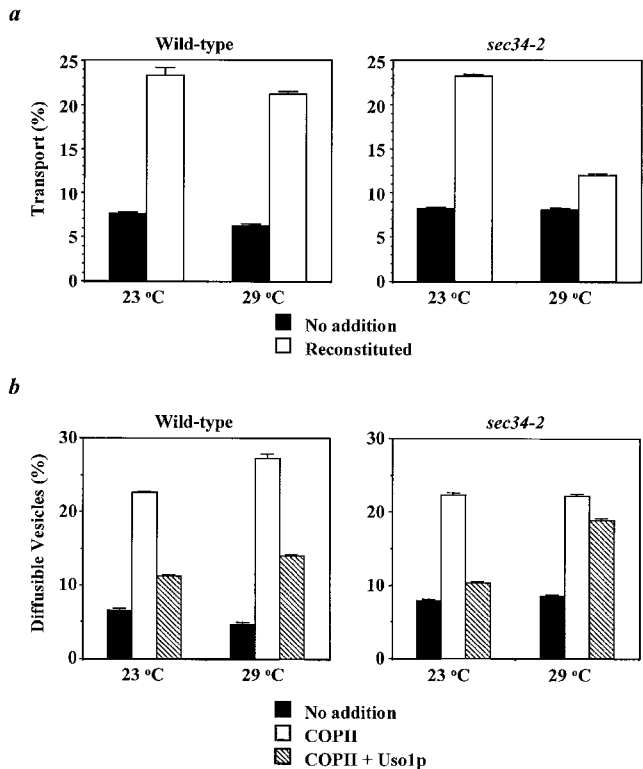 a
Wild-type
sec34-2
Transport (%)
25
20
15
10
5
0
25
20
15
10
5
0
23 °C
29 °C
23 °C
29 °C
No addition
Reconstituted
b
Wild-type
sec34-2
Diffusible Vesicles (%)
30
20
10
0
30
20
10
0
23 °C
29 °C
23 °C
29 °C
No addition
COPII
COPII + Uso1p